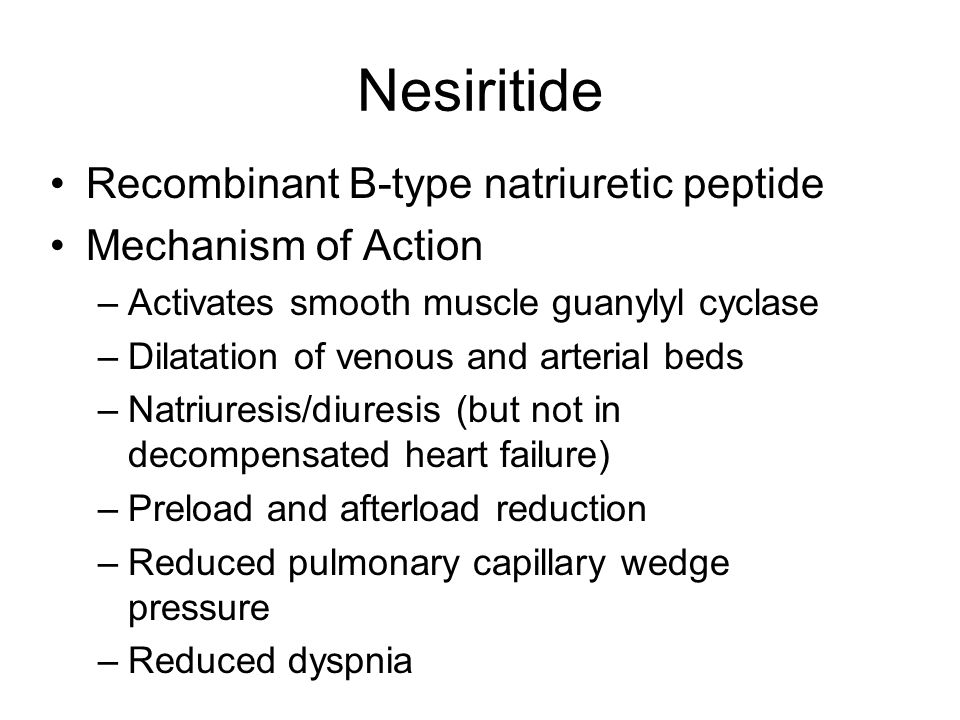 Nesiritide
• Recombinant B-type natriuretic peptide
• Mechanism of Action
– Activates smooth muscle guanylyl cyclase
– Dilatation of venous and arterial beds
– Natriuresis/diuresis (but not in
decompensated heart failure)
– Preload and afterload reduction
– Reduced pulmonary capillary wedge
pressure
– Reduced dyspnia